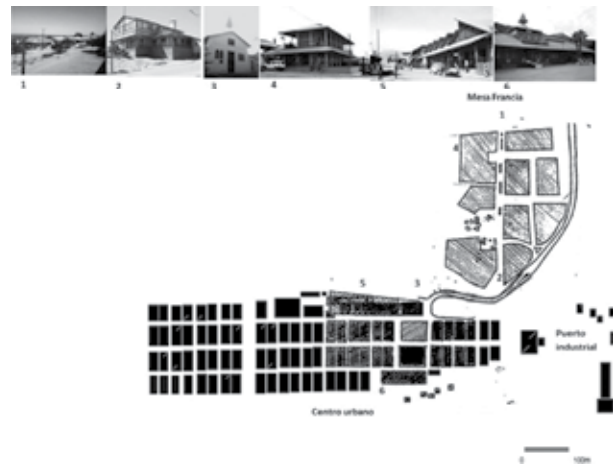 1 2 3 4 5 6
Mesa Francia
1
4
2
5 3
Puerto
industrial
6
Centro urbano
0 100m